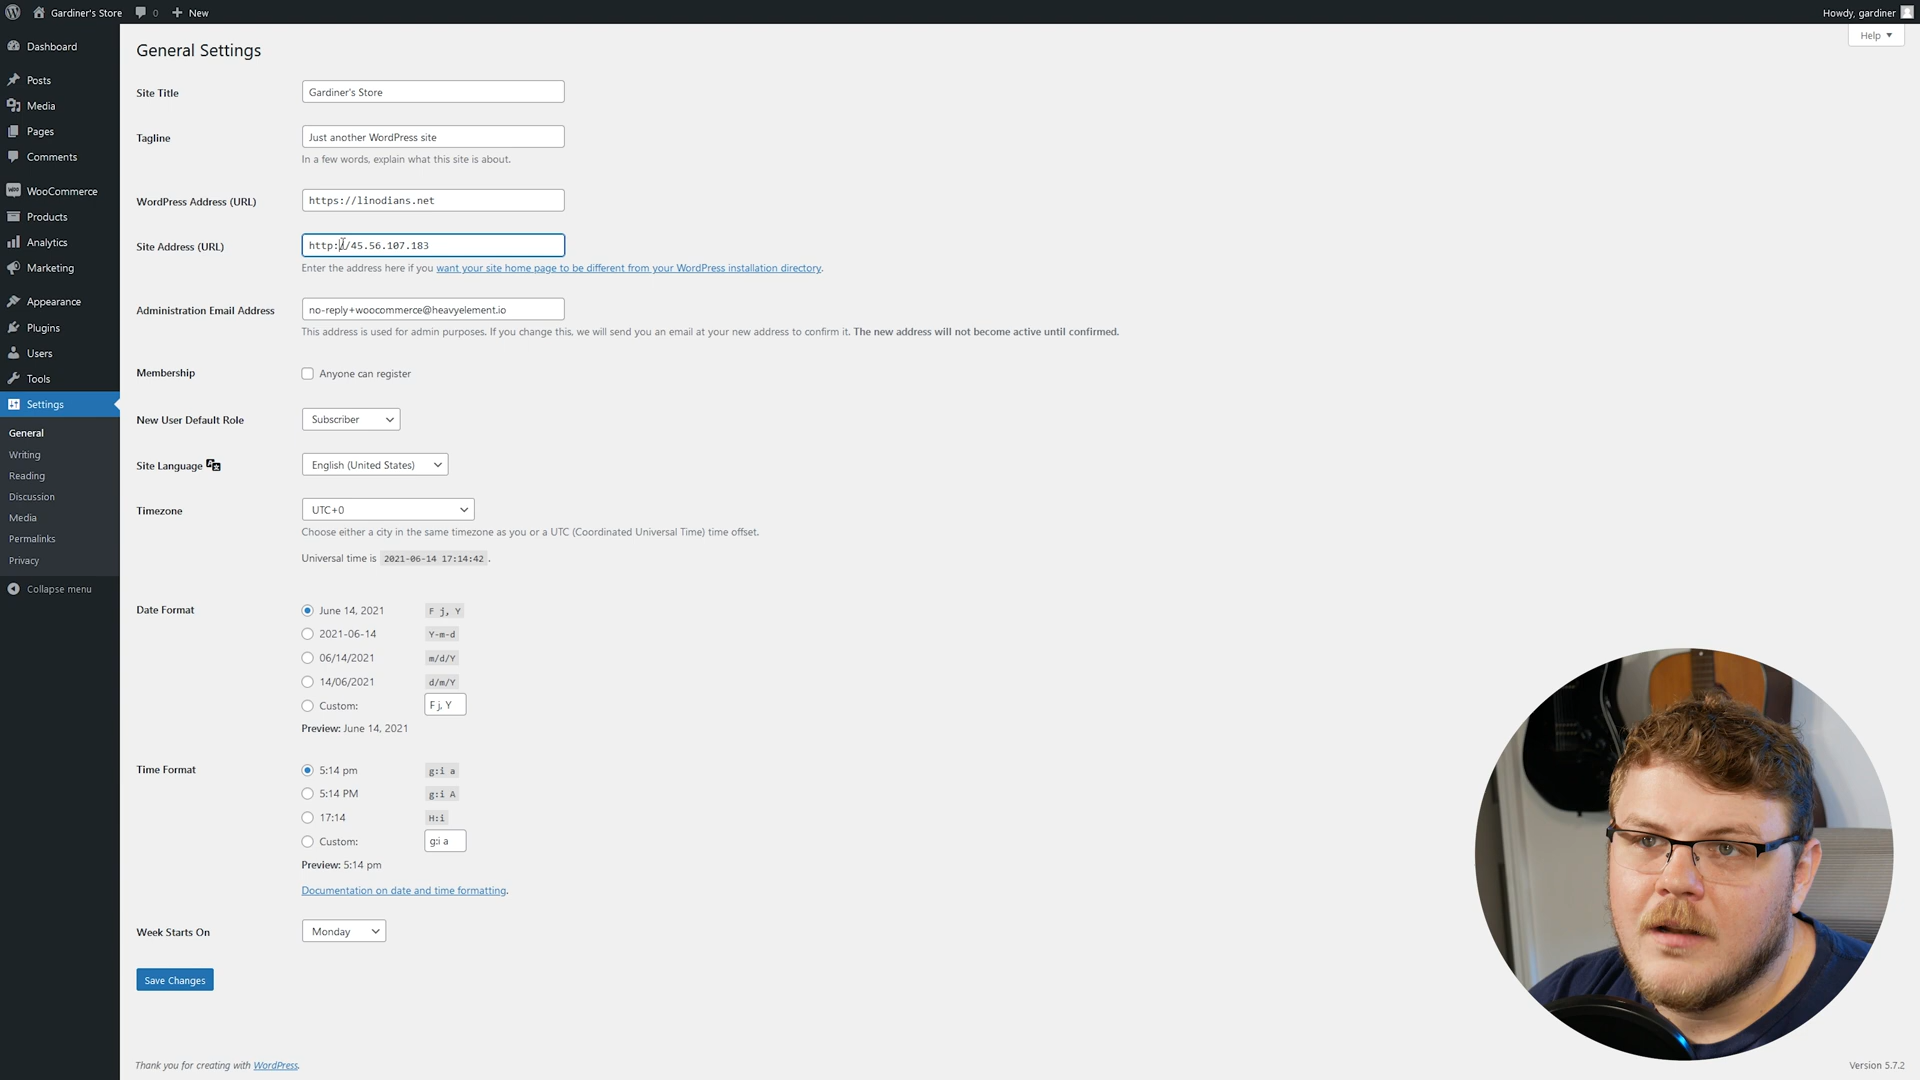 Gardiner's Store
0
New
Howdy, gardiner
Help
Dashboard
Posts
Media
Pages
Comments
WooCommerce
Products
Analytics
Marketing
Appearance
Plugins
Users
Tools
Settings
General
Writing
Reading
Discussion
Media
Permalinks
Privacy
Collapse menu
General Settings
Site Title
Gardiner's Store
Tagline
Just another WordPress site
In a few words, explain what this site is about.
WordPress Address (URL)
https://linodians.net
Site Address (URL)
http://45.56.107.183
Enter the address here if you want your site home page to be different from your WordPress installation directory.
Administration Email Address
no-reply+woocommerce@heavyelement.io
This address is used for admin purposes. If you change this, we will send you an email at your new address to confirm it. The new address will not become active until confirmed.
Membership
Anyone can register
New User Default Role
Subscriber
Site Language
English (United States)
Timezone
UTC+0
Choose either a city in the same timezone as you or a UTC (Coordinated Universal Time) time offset.
Universal time is 2021-06-14 17:14:42 .
Date Format
June 14, 2021 F j, Y
2021-06-14 Y-m-d
06/14/2021 m/d/Y
14/06/2021 d/m/Y
Custom: F j, Y
Preview: June 14, 2021
Time Format
5:14 pm g:i a
5:14 PM g:i A
17:14 H:i
Custom: g:i a
Preview: 5:14 pm
Documentation on date and time formatting.
Week Starts On
Monday
Save Changes
Thank you for creating with WordPress.
Version 5.7.2